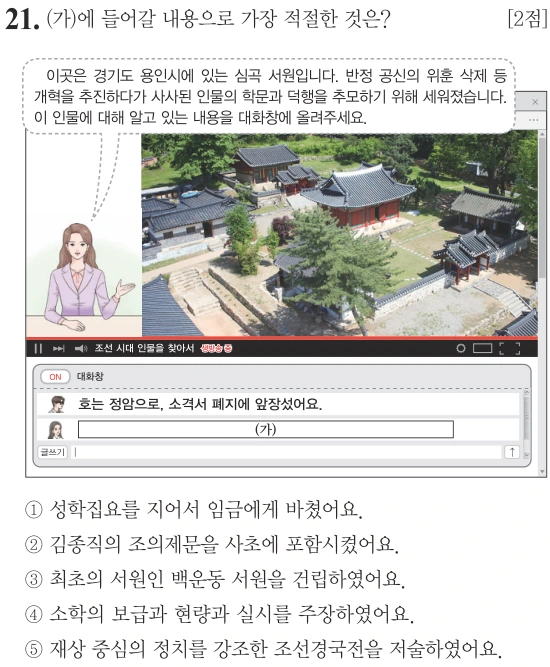 21. (가)에 들어갈 내용으로 가장 적절한 것은? [2점]
이곳은 경기도 용인시에 있는 심곡 서원입니다. 반정 공신의 위훈 삭제 등
개혁을 추진하다가 사사된 인물의 학문과 덕행을 추모하기 위해 세워졌습니다.
이 인물에 대해 알고 있는 내용을 대화창에 올려주세요.
조선 시대 인물을 찾아서 생방송 중
ON 대화창
호는 정암으로, 소격서 폐지에 앞장섰어요.
(가)
글쓰기
① 성학집요를 지어서 임금에게 바쳤어요.
② 김종직의 조의제문을 사초에 포함시켰어요.
③ 최초의 서원인 백운동 서원을 건립하였어요.
④ 소학의 보급과 현량과 실시를 주장하였어요.
⑤ 재상 중심의 정치를 강조한 조선경국전을 저술하였어요.